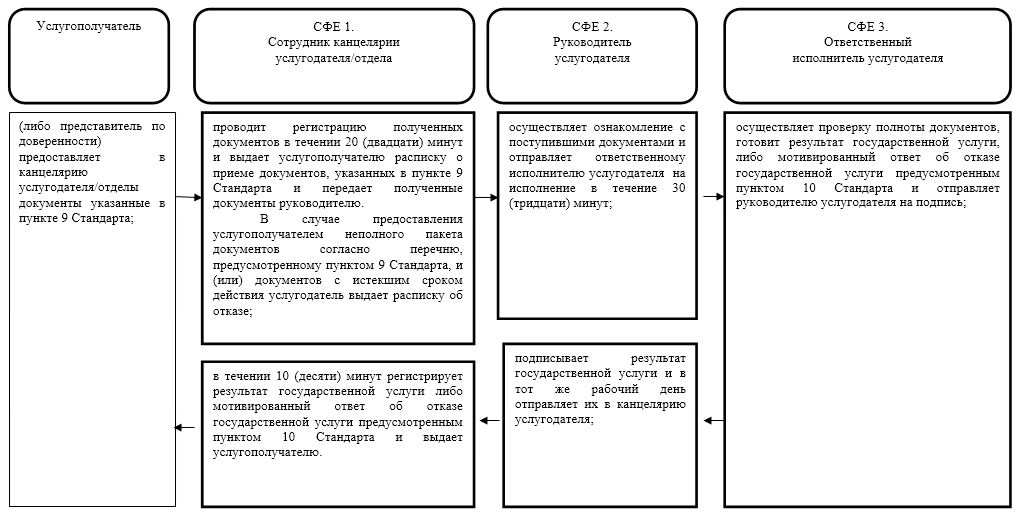 Услугополучатель
СФЕ 1.
Сотрудник канцелярии
услугодателя/отдела
СФЕ 2.
Руководитель
услугодателя
СФЕ 3.
Ответственный
исполнитель услугодателя
(либо представитель по
доверенности)
предоставляет в
канцелярию
услугодателя/отделы
документы указанные в
пункте 9 Стандарта;
проводит регистрацию полученных
документов в течении 20 (двадцати) минут
и выдает услугополучателю расписку о
приеме документов, указанных в пункте 9
Стандарта и передает полученные
документы руководителю.
В случае предоставления
услугополучателем неполного пакета
документов согласно перечню,
предусмотренному пунктом 9 Стандарта, и
(или) документов с истекшим сроком
действия услугодатель выдает расписку об
отказе;
осуществляет ознакомление с
поступившими документами и
отправляет ответственному
исполнителю услугодателя на
исполнение в течение 30
(тридцати) минут;
осуществляет проверку полноты документов,
готовит результат государственной услуги,
либо мотивированный ответ об отказе
государственной услуги предусмотренным
пунктом 10 Стандарта и отправляет
руководителю услугодателя на подпись;
подписывает результат
государственной услуги и в
тот же рабочий день
отправляет их в канцелярию
услугодателя;
в течении 10 (десяти) минут регистрирует
результат государственной услуги либо
мотивированный ответ об отказе
государственной услуги предусмотренным
пунктом 10 Стандарта и выдает
услугополучателю.